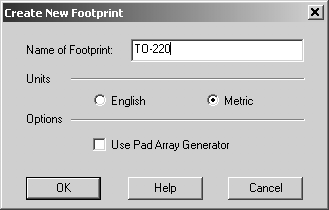 Create New Footprint
Name of Footprint: TO-220
Units
English Metric
Options
Use Pad Array Generator
OK Help Cancel